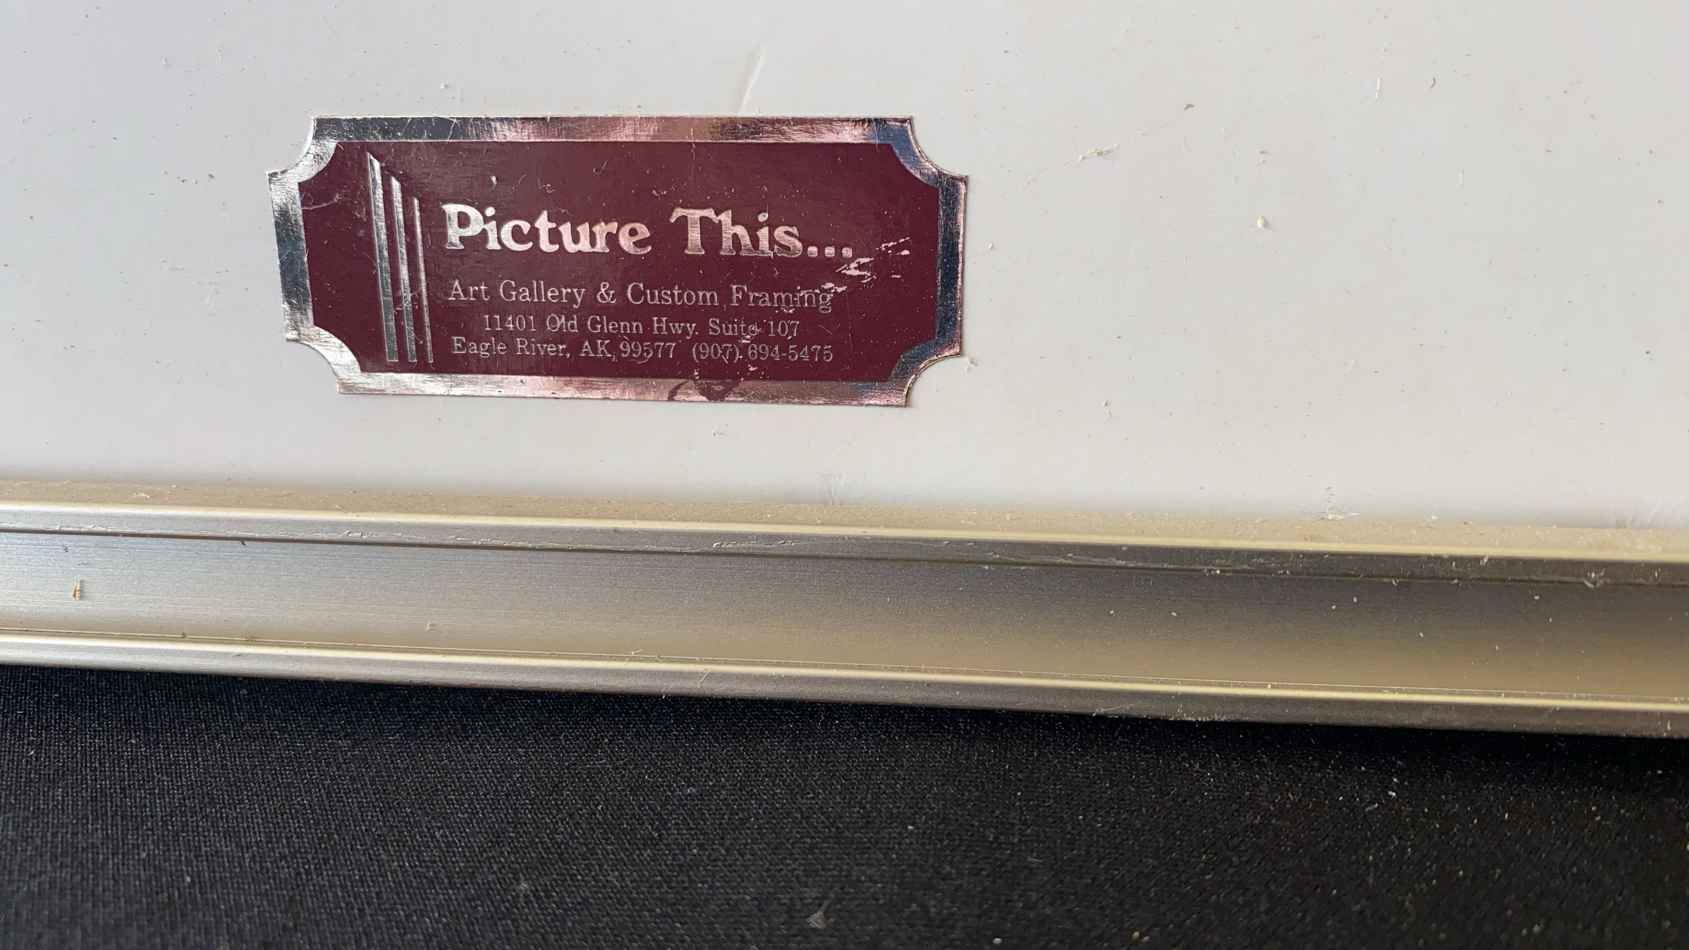 Picture This...
Art Gallery & Custom Framing
11401 Old Glenn Hwy. Suite 107
Eagle River, AK 99577 (907) 694-5475